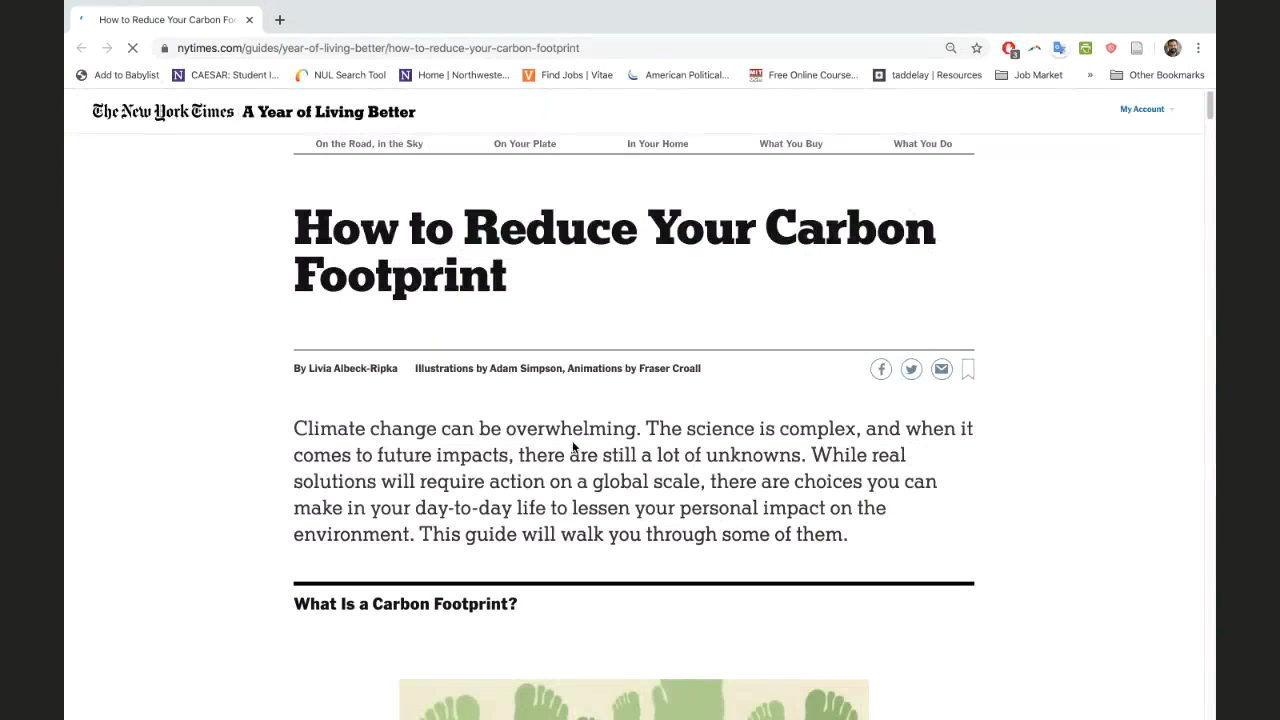 How to Reduce Your Carbon Fo
nytimes.com/guides/year-of-living-better/how-to-reduce-your-carbon-footprint
3
Add to Babylist CAESAR: Student I... NUL Search Tool Home | Northweste... Find Jobs | Vitae American Political... Free Online Course... taddelay | Resources Job Market » Other Bookmarks
The New York Times A Year of Living Better My Account
On the Road, in the Sky On Your Plate In Your Home What You Buy What You Do
How to Reduce Your Carbon
Footprint
By Livia Albeck-Ripka Illustrations by Adam Simpson, Animations by Fraser Croall
Climate change can be overwhelming. The science is complex, and when it
comes to future impacts, there are still a lot of unknowns. While real
solutions will require action on a global scale, there are choices you can
make in your day-to-day life to lessen your personal impact on the
environment. This guide will walk you through some of them.
What Is a Carbon Footprint?